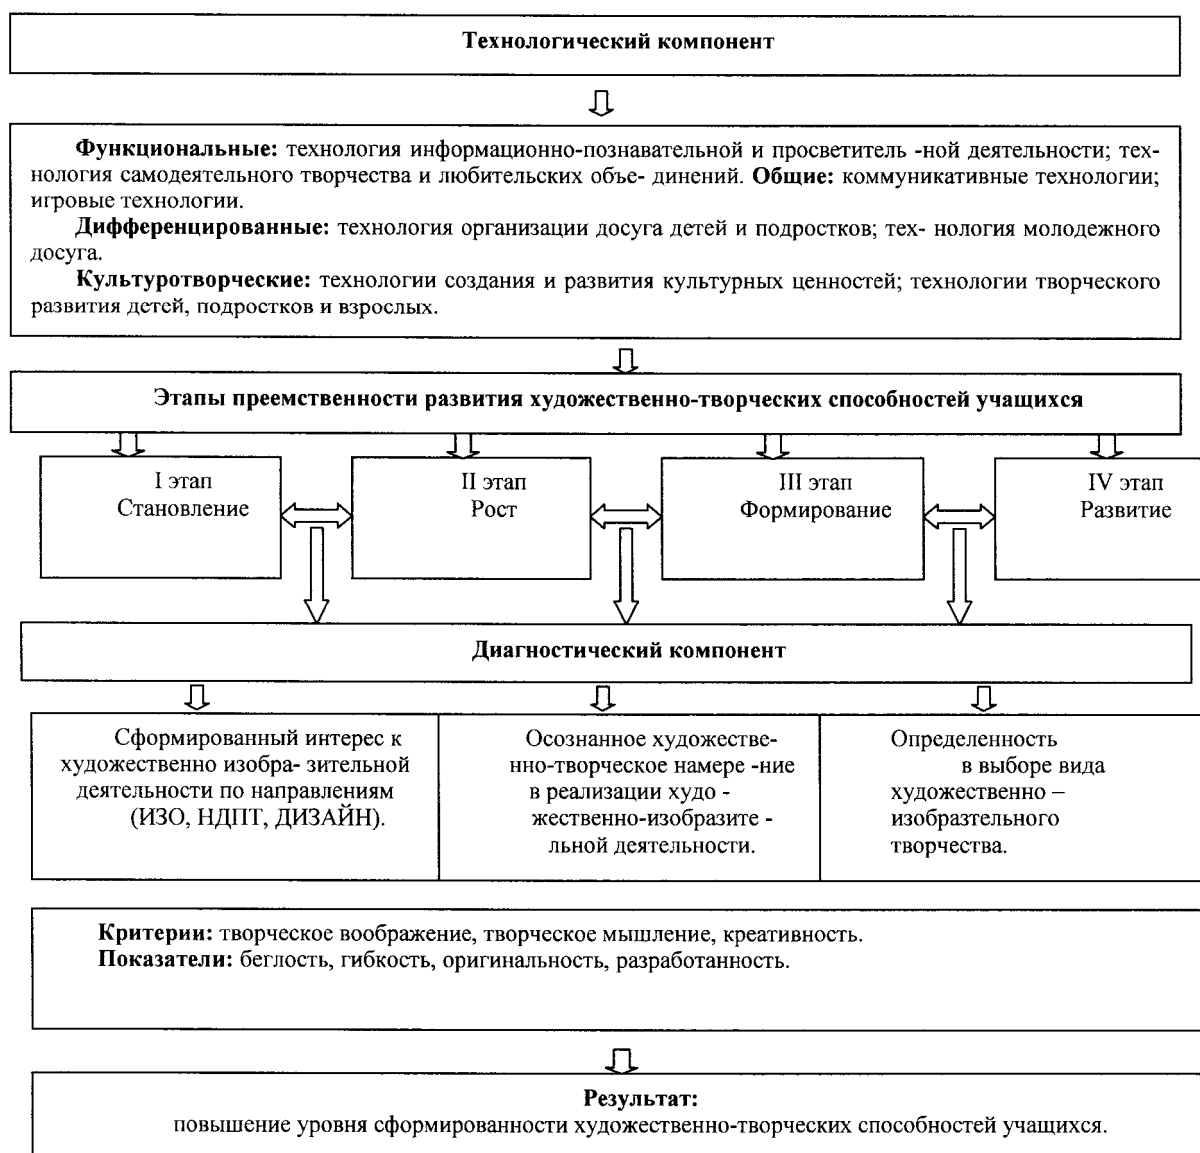 Технологический компонент
Функциональные: технология информационно-познавательной и просветитель -ной деятельности; тех-
нология самодеятельного творчества и любительских объе- динений. Общие: коммуникативные технологии;
игровые технологии.
Дифференцированные: технология организации досуга детей и подростков; тех- нология молодежного
досуга.
Культуротворческие: технологии создания и развития культурных ценностей; технологии творческого
развития детей, подростков и взрослых.
Этапы преемственности развития художественно-творческих способностей учащихся
I этап
Становление
II этап
Рост
III этап
Формирование
IV этап
Развитие
Диагностический компонент
Сформированный интерес к
художественно изобра- зительной
деятельности по направлениям
(ИЗО, НДПТ, ДИЗАЙН).
Осознанное художестве-
нно-творческое намере -ние
в реализации худо -
жественно-изобразите -
льной деятельности.
Определенность
в выборе вида
художественно –
изобразтельного
творчества.
Критерии: творческое воображение, творческое мышление, креативность.
Показатели: беглость, гибкость, оригинальность, разработанность.
Результат:
повышение уровня сформированности художественно-творческих способностей учащихся.